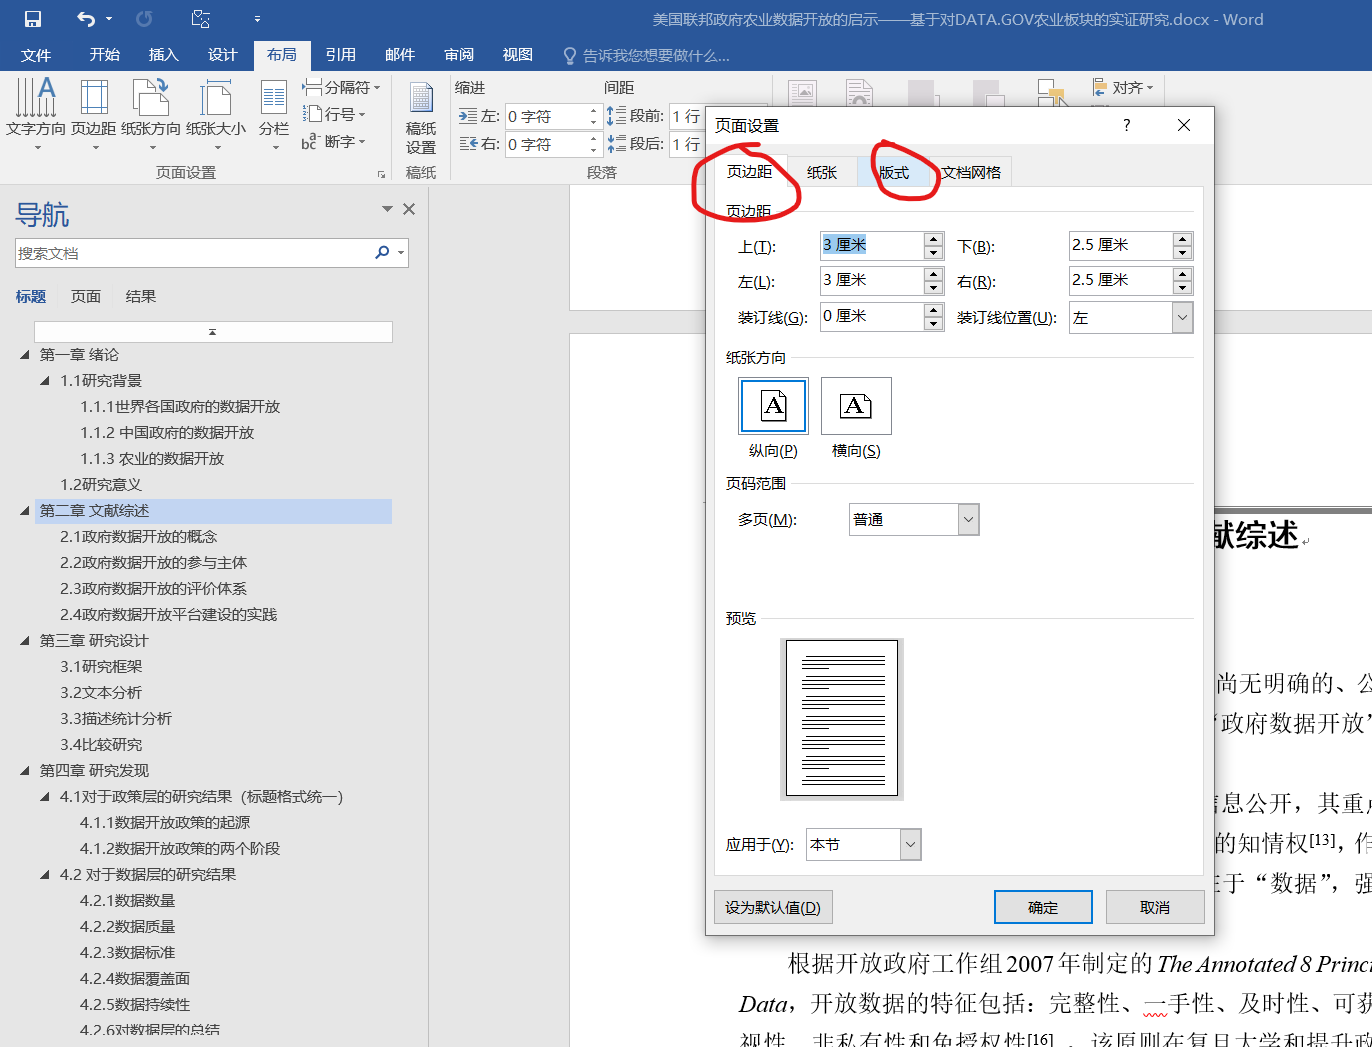 美国联邦政府农业数据开放的启示——基于对DATA.GOV农业板块的实证研究.docx - Word
文件 开始 插入 设计 布局 引用 邮件 审阅 视图 告诉我您想要做什么...
文字方向 页边距 纸张方向 纸张大小 分栏
分隔符
行号
断字
页面设置
稿纸
设置
稿纸
缩进 间距
左: 0 字符 段前: 1 行
右: 0 字符 段后: 1 行
段落
对齐
导航
搜索文档
标题 页面 结果
第一章 绪论
1.1研究背景
1.1.1世界各国政府的数据开放
1.1.2 中国政府的数据开放
1.1.3 农业的数据开放
1.2研究意义
第二章 文献综述
2.1政府数据开放的概念
2.2政府数据开放的参与主体
2.3政府数据开放的评价体系
2.4政府数据开放平台建设的实践
第三章 研究设计
3.1研究框架
3.2文本分析
3.3描述统计分析
3.4比较研究
第四章 研究发现
4.1对于政策层的研究结果（标题格式统一）
4.1.1数据开放政策的起源
4.1.2数据开放政策的两个阶段
4.2 对于数据层的研究结果
4.2.1数据数量
4.2.2数据质量
4.2.3数据标准
4.2.4数据覆盖面
4.2.5数据持续性
4.2.6对数据层的总结
页面设置 ?
页边距 纸张 版式 文档网格
页边距
上(T): 3 厘米 下(B): 2.5 厘米
左(L): 3 厘米 右(R): 2.5 厘米
装订线(G): 0 厘米 装订线位置(U): 左
纸张方向
A A
纵向(P) 横向(S)
页码范围
多页(M): 普通
预览
应用于(Y): 本节
设为默认值(D) 确定 取消
献综述
尚无明确的、公
“政府数据开放”
信息公开，其重点
的知情权[13]，作
于“数据”，强
根据开放政府工作组2007年制定的The Annotated 8 Princi
Data，开放数据的特征包括：完整性、一手性、及时性、可获
视性、非私有性和免授权性[16]，该原则在复旦大学和提升政